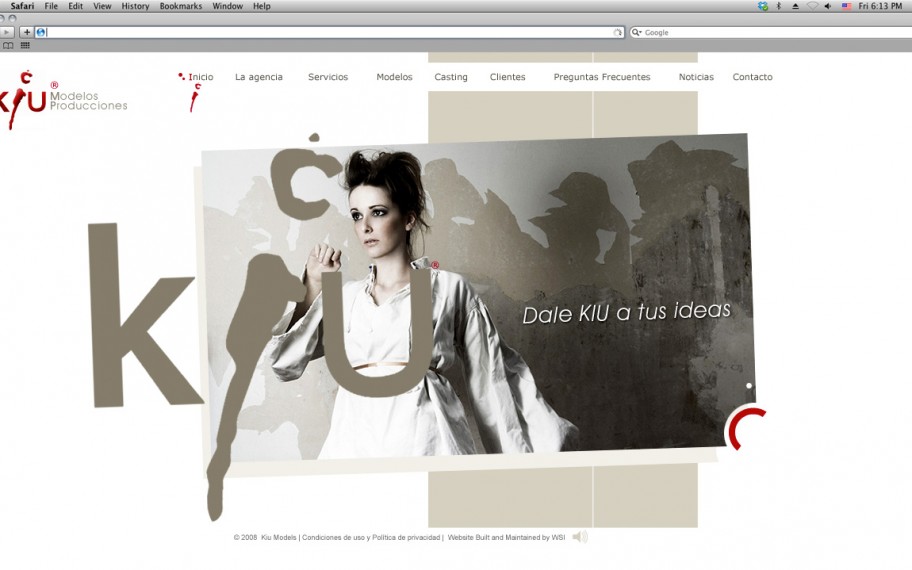 Safari File Edit View History Bookmarks Window Help Fri 6:13 PM
Google
KiU® Modelos
Producciones
Inicio La agencia Servicios Modelos Casting Clientes Preguntas Frecuentes Noticias Contacto
kiU®
Dale KIU a tus ideas
© 2008 Kiu Models | Condiciones de uso y Política de privacidad | Website Built and Maintained by WSI